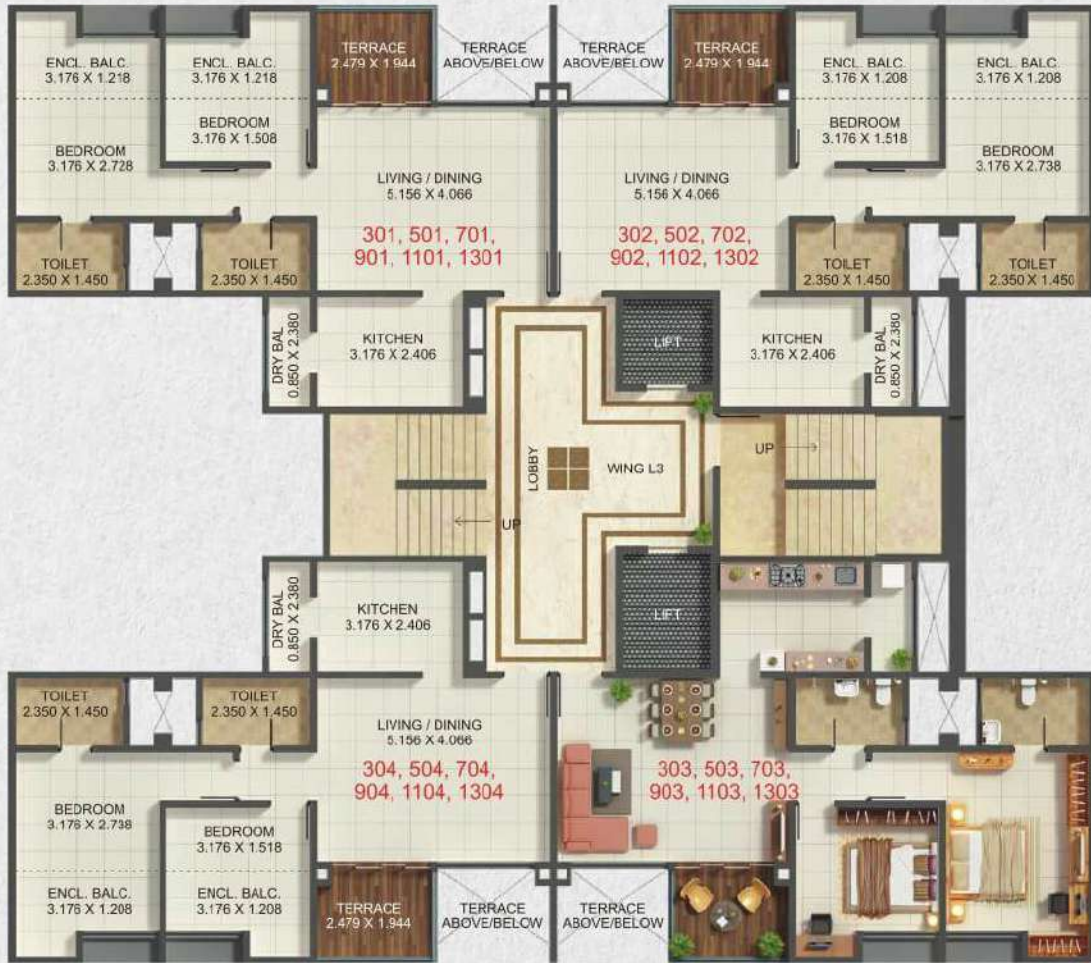 ENCL. BALC.
3.176 X 1.218
BEDROOM
3.176 X 2.728
ENCL. BALC.
3.176 X 1.218
BEDROOM
3.176 X 1.508
TERRACE
2.479 X 1.944
TERRACE
ABOVE/BELOW
TERRACE
ABOVE/BELOW
TERRACE
2.479 X 1.944
ENCL. BALC.
3.176 X 1.208
BEDROOM
3.176 X 1.518
ENCL. BALC.
3.176 X 1.208
BEDROOM
3.176 X 2.738
LIVING / DINING
5.156 X 4.066
301, 501, 701,
901, 1101, 1301
LIVING / DINING
5.156 X 4.066
302, 502, 702,
902, 1102, 1302
TOILET
2.350 X 1.450
TOILET
2.350 X 1.450
TOILET
2.350 X 1.450
TOILET
2.350 X 1.450
DRY BAL
0.850 X 2.380
KITCHEN
3.176 X 2.406
LIFT
KITCHEN
3.176 X 2.406
DRY BAL
0.850 X 2.380
UP
LOBBY
WING L3
UP
DRY BAL
0.850 X 2.380
KITCHEN
3.176 X 2.406
LIFT
TOILET
2.350 X 1.450
TOILET
2.350 X 1.450
LIVING / DINING
5.156 X 4.066
304, 504, 704,
904, 1104, 1304
303, 503, 703,
903, 1103, 1303
BEDROOM
3.176 X 2.738
ENCL. BALC.
3.176 X 1.208
BEDROOM
3.176 X 1.518
ENCL. BALC.
3.176 X 1.208
TERRACE
2.479 X 1.944
TERRACE
ABOVE/BELOW
TERRACE
ABOVE/BELOW